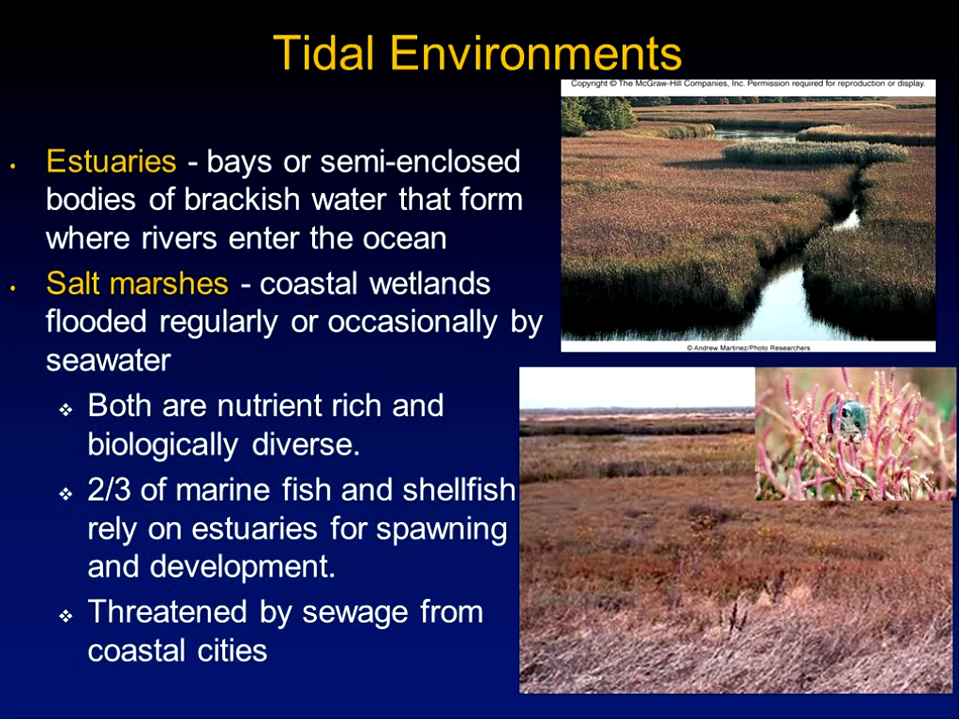 Tidal Environments
Copyright © The McGraw-Hill Companies, Inc. Permission required for reproduction or display.
• Estuaries - bays or semi-enclosed
bodies of brackish water that form
where rivers enter the ocean
• Salt marshes - coastal wetlands
flooded regularly or occasionally by
seawater
❖ Both are nutrient rich and
biologically diverse.
❖ 2/3 of marine fish and shellfish
rely on estuaries for spawning
and development.
❖ Threatened by sewage from
coastal cities
© Andrew Martinez/Photo Researchers